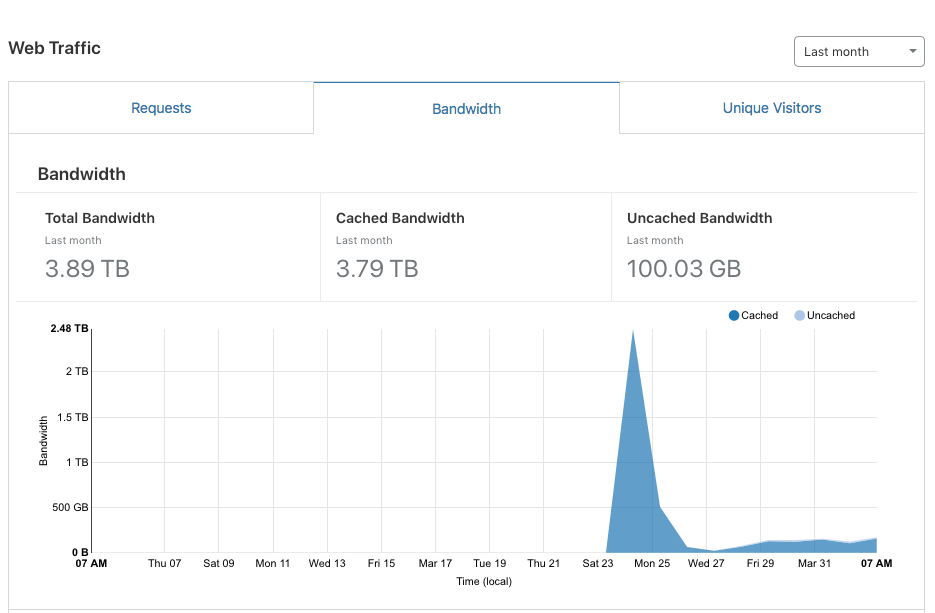 Web Traffic
Last month
Requests
Bandwidth
Unique Visitors
Bandwidth
Total Bandwidth
Last month
3.89 TB
Cached Bandwidth
Last month
3.79 TB
Uncached Bandwidth
Last month
100.03 GB
Cached
Uncached
2.48 TB
2 TB
1.5 TB
1 TB
500 GB
0 B
Bandwidth
07 AM Thu 07 Sat 09 Mon 11 Wed 13 Fri 15 Mar 17 Tue 19 Thu 21 Sat 23 Mon 25 Wed 27 Fri 29 Mar 31 07 AM
Time (local)